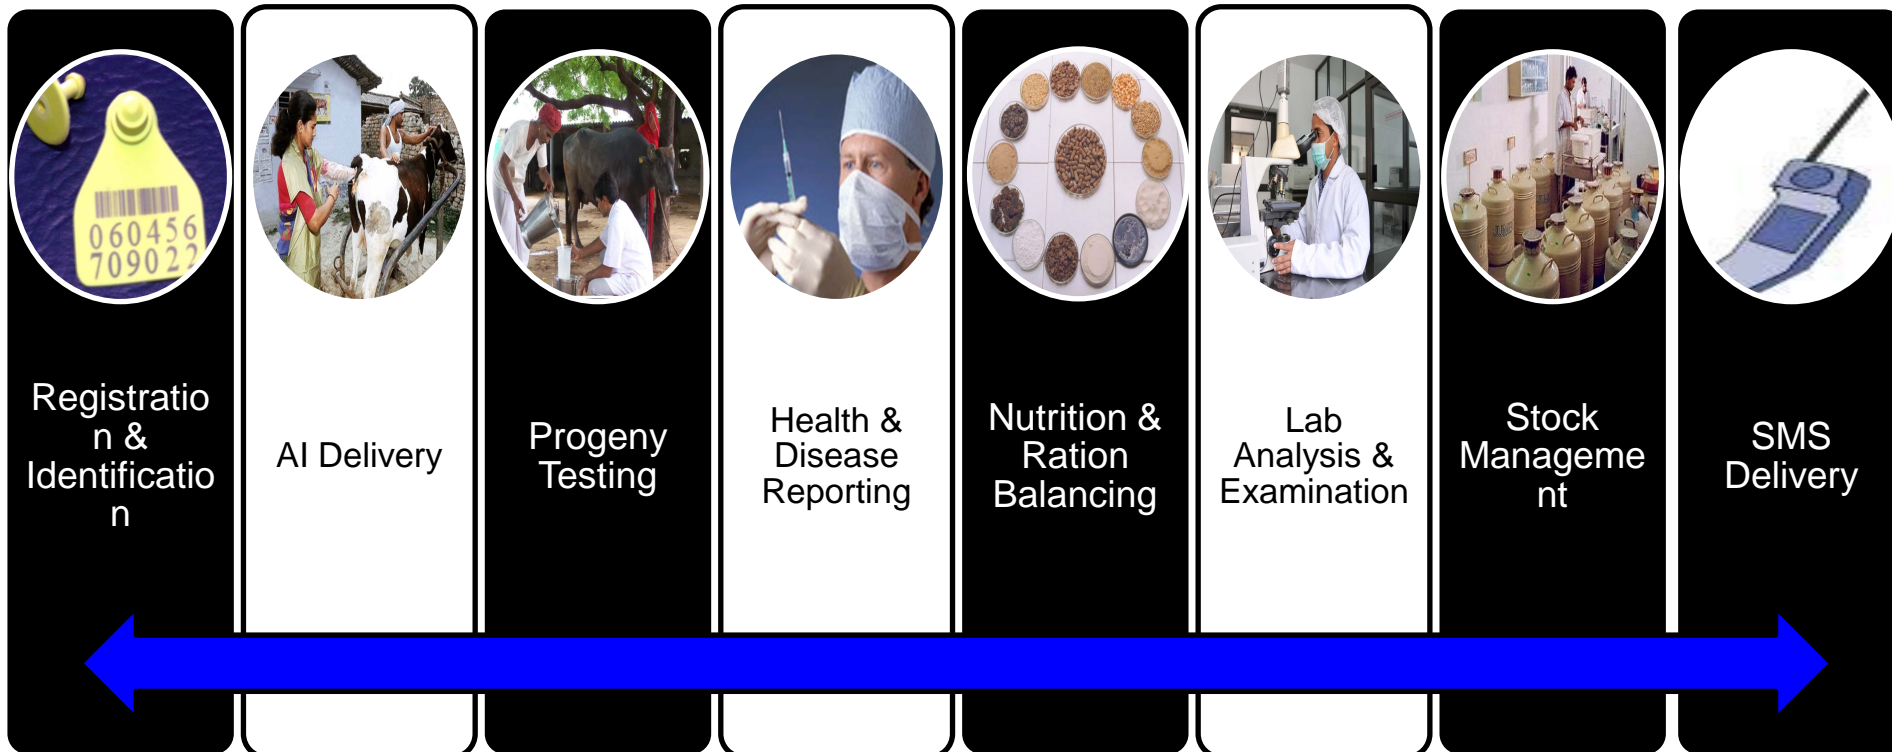 060456
709022
Registratio
n &
Identificatio
n
AI Delivery
Progeny
Testing
Health &
Disease
Reporting
Nutrition &
Ration
Balancing
Lab
Analysis &
Examination
Stock
Manageme
nt
SMS
Delivery